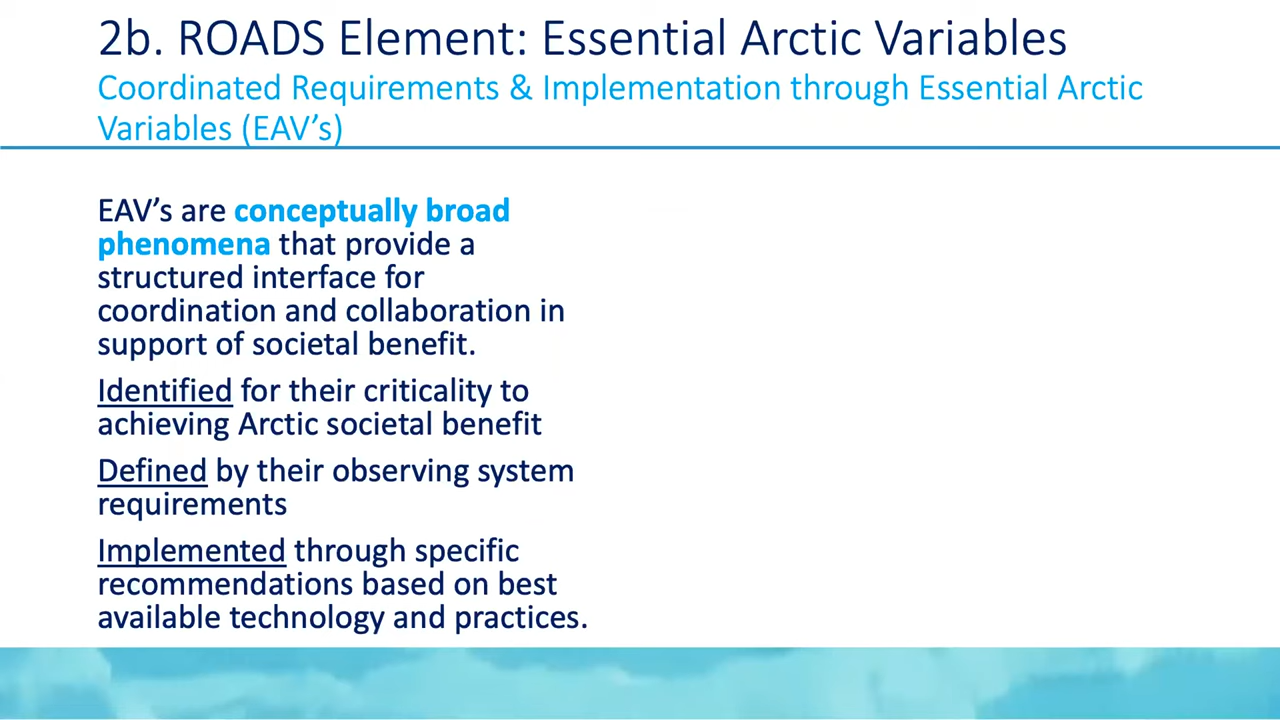 2b. ROADS Element: Essential Arctic Variables
Coordinated Requirements & Implementation through Essential Arctic
Variables (EAV’s)
EAV’s are conceptually broad
phenomena that provide a
structured interface for
coordination and collaboration in
support of societal benefit.
Identified for their criticality to
achieving Arctic societal benefit
Defined by their observing system
requirements
Implemented through specific
recommendations based on best
available technology and practices.